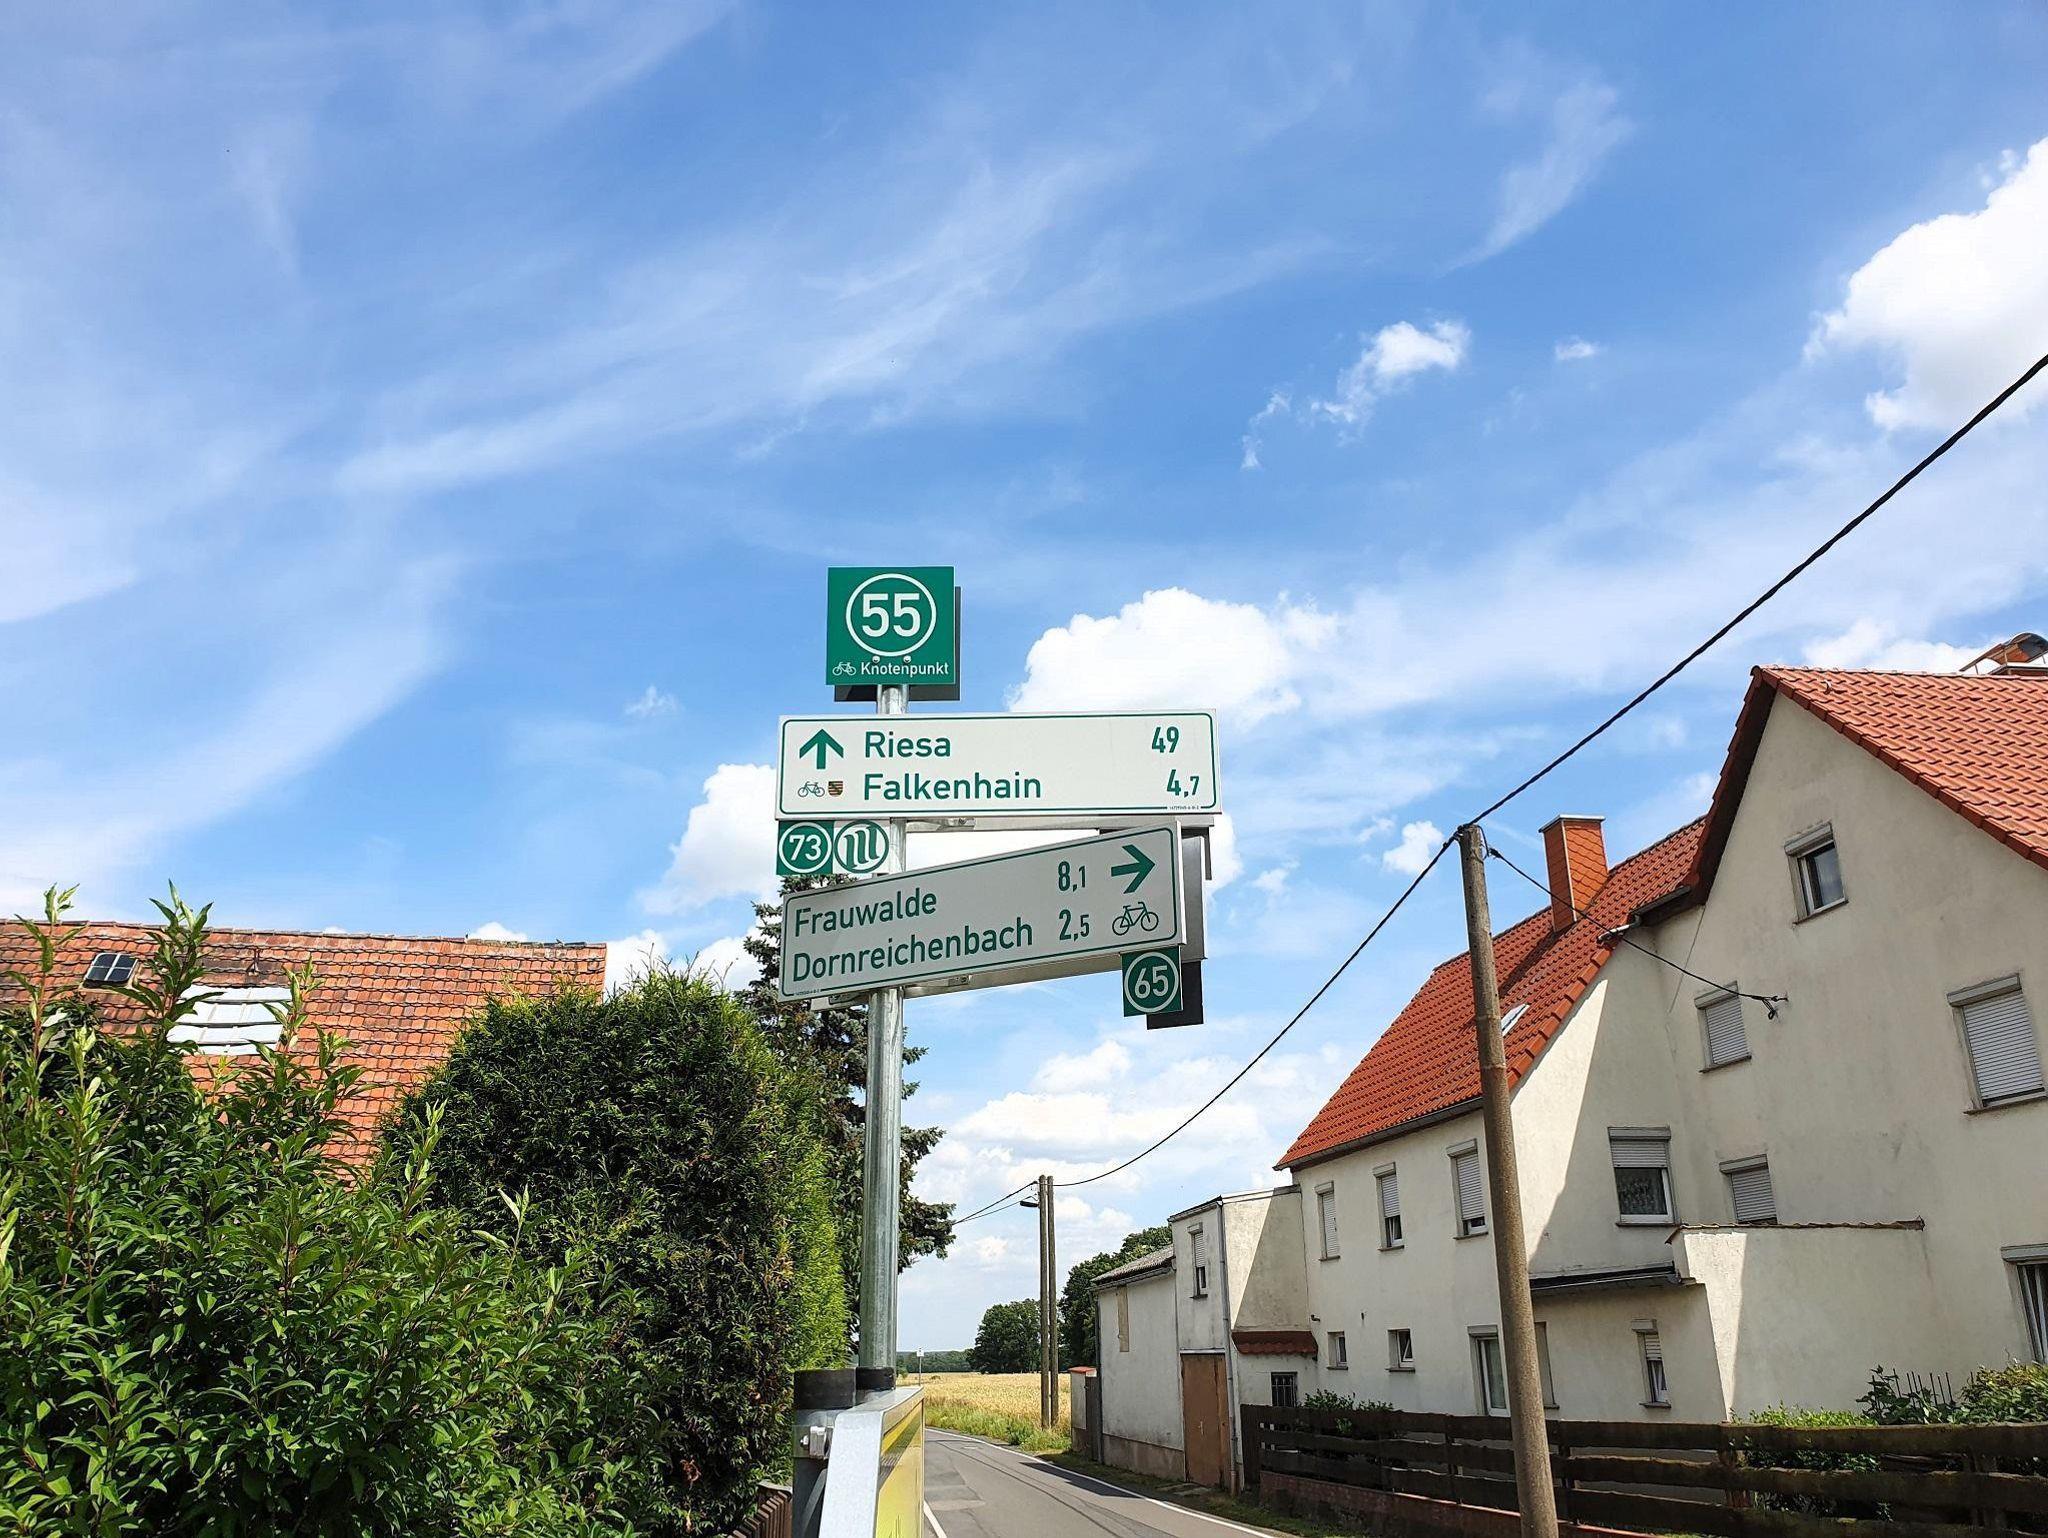 55
Knotenpunkt
Riesa 49
Falkenhain 4,7
73
Frauwalde 8,1
Dornreichenbach 2,5
65